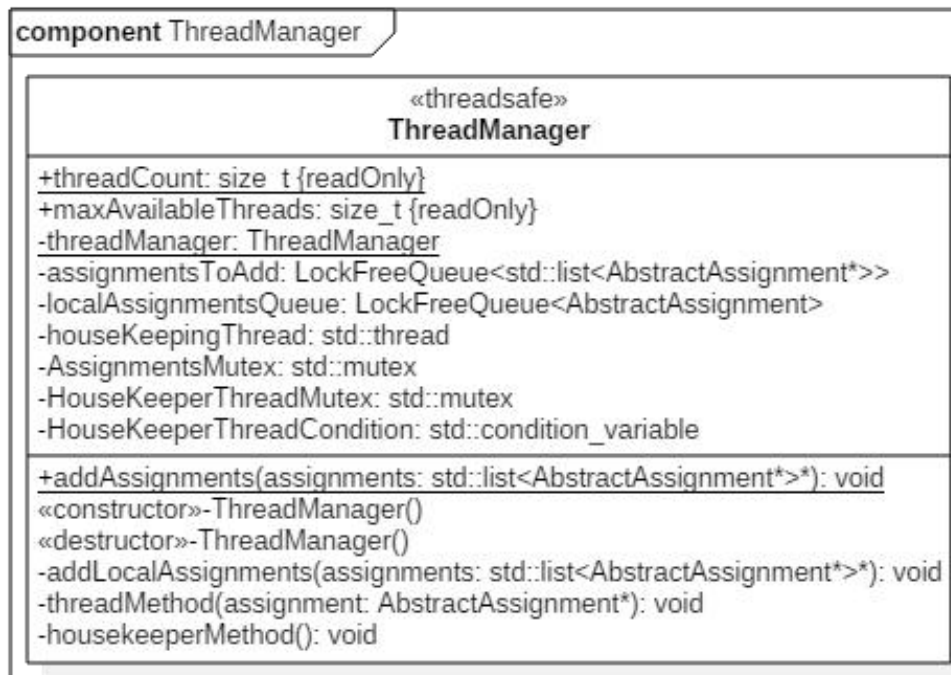 component ThreadManager
«threadsafe»
ThreadManager
+threadCount: size_t {readOnly}
+maxAvailableThreads: size_t {readOnly}
-threadManager: ThreadManager
-assignmentsToAdd: LockFreeQueue<std::list<AbstractAssignment*>>
-localAssignmentsQueue: LockFreeQueue<AbstractAssignment>
-houseKeepingThread: std::thread
-AssignmentsMutex: std::mutex
-HouseKeeperThreadMutex: std::mutex
-HouseKeeperThreadCondition: std::condition_variable
+addAssignments(assignments: std::list<AbstractAssignment*>*): void
«constructor»-ThreadManager()
«destructor»-ThreadManager()
-addLocalAssignments(assignments: std::list<AbstractAssignment*>*): void
-threadMethod(assignment: AbstractAssignment*): void
-housekeeperMethod(): void